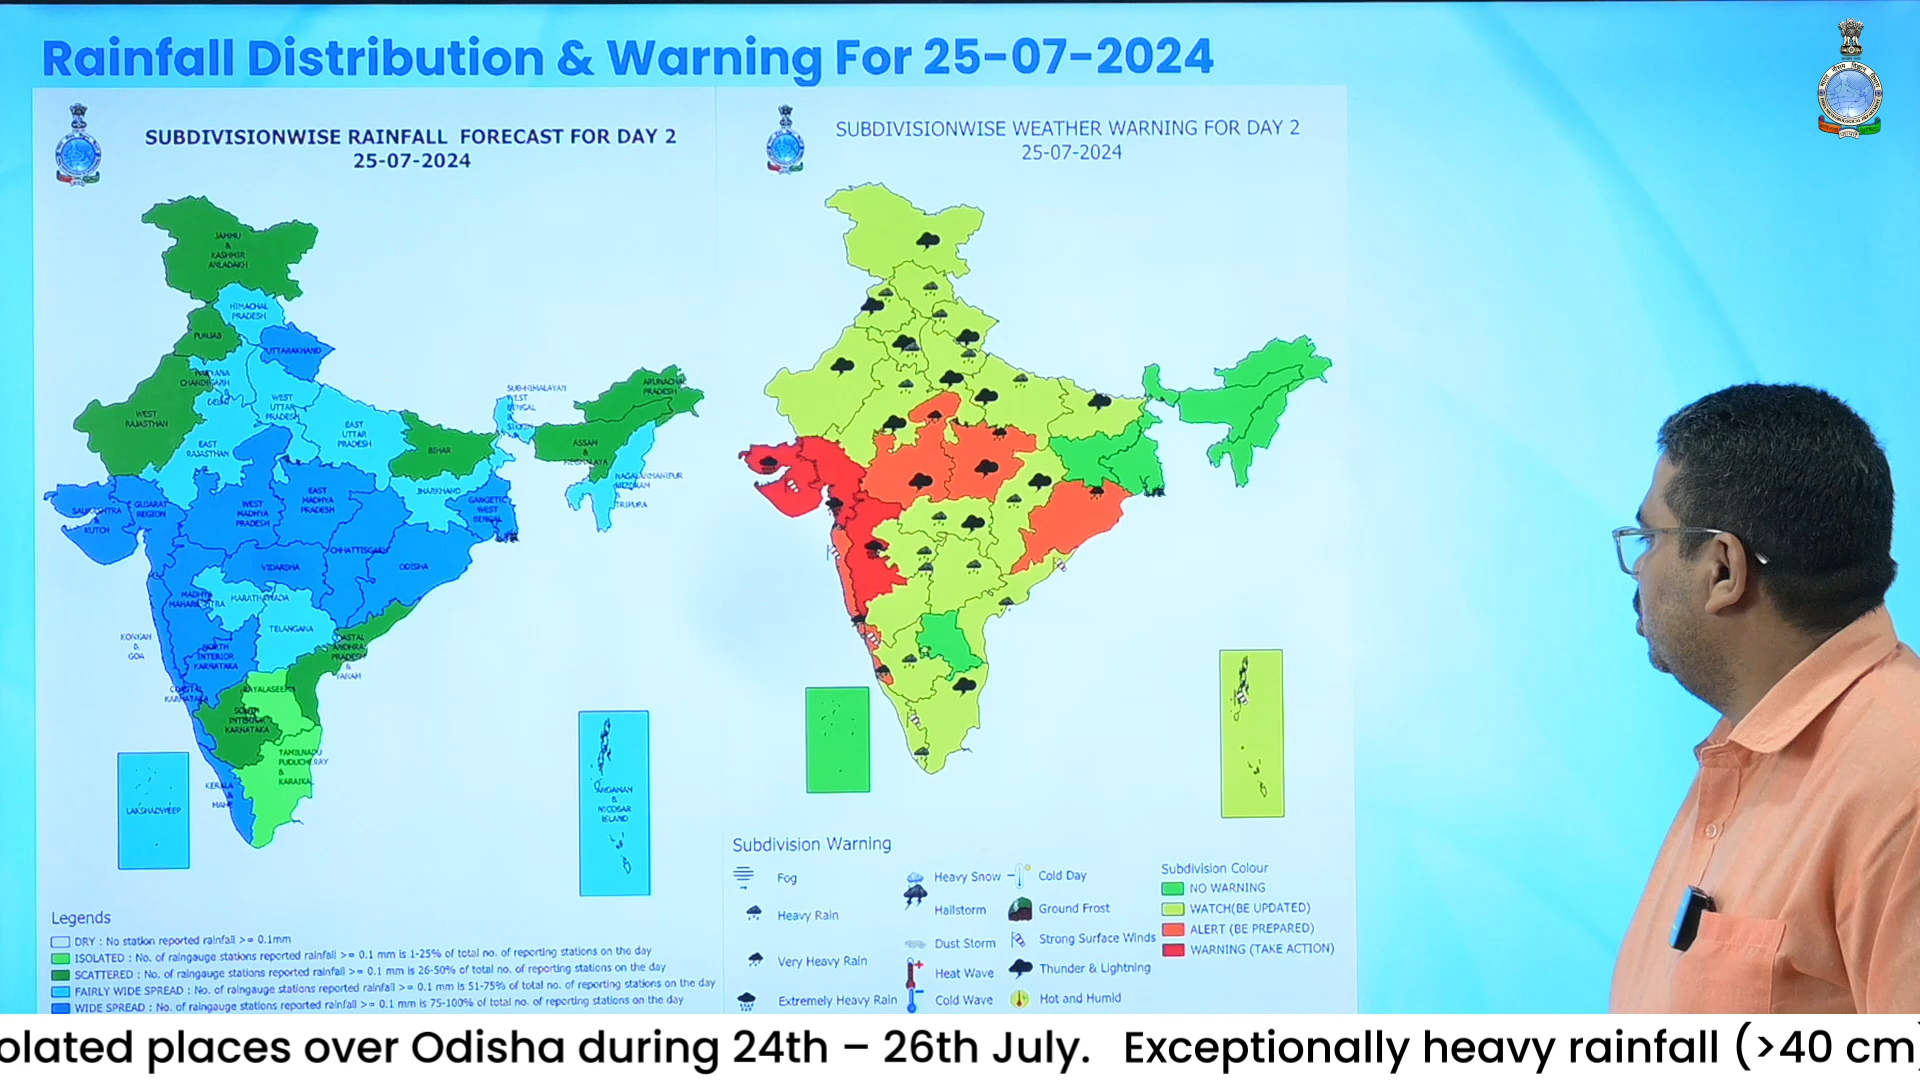 Rainfall Distribution & Warning For 25-07-2024
SUBDIVISIONWISE RAINFALL FORECAST FOR DAY 2
25-07-2024
JAMMU
&
KASHMIR
HIMACHAL
PRADESH
PUNJAB
UTTARAKHAND
CHANDIGARH
DELHI
WEST
RAJASTHAN
WEST
UTTAR
PRADESH
EAST
UTTAR
PRADESH
EAST
RAJASTHAN
BIHAR
SUB-HIMALAYAN
WEST
BENGAL
&
ARUNACHAL
PRADESH
ASSAM
&
TRIPURA
JHARKHAND
GANGETIC
WEST
BENGAL
SAURASHTRA
&
KUTCH
GUJARAT
REGION
WEST
MADHYA
PRADESH
EAST
MADHYA
PRADESH
CHHATTISGARH
ODISHA
VIDARBHA
MADHYA
MAHARASHTRA
MARATHWADA
TELANGANA
KONKAN
&
GOA
NORTH
INTERIOR
KARNATAKA
COASTAL
ANDHRA
PRADESH
&
YANAM
COASTAL
KARNATAKA
RAYALASEEMA
SOUTH
INTERIOR
KARNATAKA
TAMILNADU
PUDUCHERRY
&
KARAIKAL
KERALA
&
MAHE
LAKSHADWEEP
ANDAMAN
&
NICOBAR
ISLAND
Legends
DRY : No station reported rainfall >= 0.1mm
ISOLATED : No. of raingauge stations reported rainfall >= 0.1 mm is 1-25% of total no. of reporting stations on the day
SCATTERED : No. of raingauge stations reported rainfall >= 0.1 mm is 26-50% of total no. of reporting stations on the day
FAIRLY WIDE SPREAD : No. of raingauge stations reported rainfall >= 0.1 mm is 51-75% of total no. of reporting stations on the day
WIDE SPREAD : No. of raingauge stations reported rainfall >= 0.1 mm is 75-100% of total no. of reporting stations on the day
SUBDIVISIONWISE WEATHER WARNING FOR DAY 2
25-07-2024
Subdivision Warning
Fog
Heavy Rain
Very Heavy Rain
Extremely Heavy Rain
Heavy Snow
Hailstorm
Dust Storm
Heat Wave
Cold Wave
Cold Day
Ground Frost
Strong Surface Winds
Thunder & Lightning
Hot and Humid
Subdivision Colour
NO WARNING
WATCH(BE UPDATED)
ALERT (BE PREPARED)
WARNING (TAKE ACTION)
olated places over Odisha during 24th – 26th July. Exceptionally heavy rainfall (>40 cm)